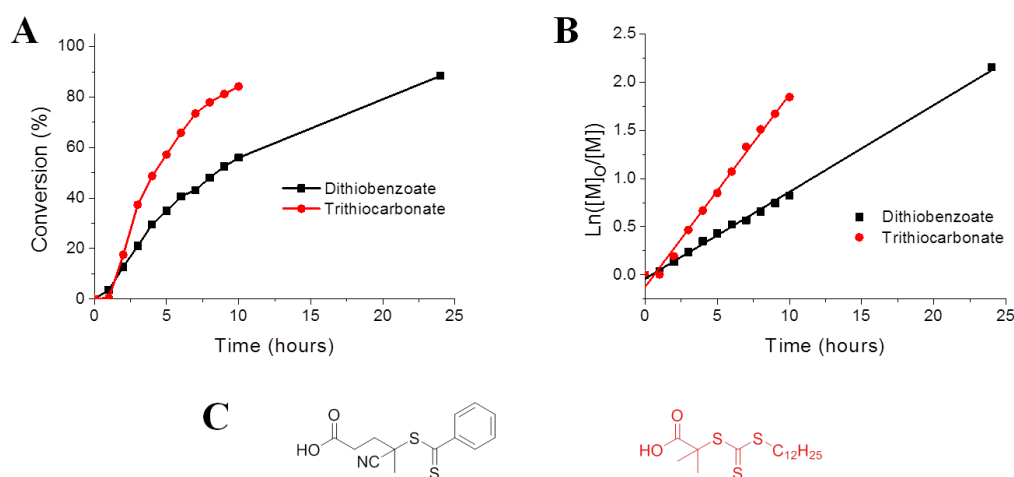 A
Conversion (%)
100
80
60
40
20
0
0 5 10 15 20 25
Time (hours)
Dithiobenzoate
Trithiocarbonate
B
Ln([M]O/[M])
2.5
2.0
1.5
1.0
0.5
0.0
0 5 10 15 20 25
Time (hours)
Dithiobenzoate
Trithiocarbonate
C
O
HO
NC
S
S
O
HO
S
S
S
C12H25